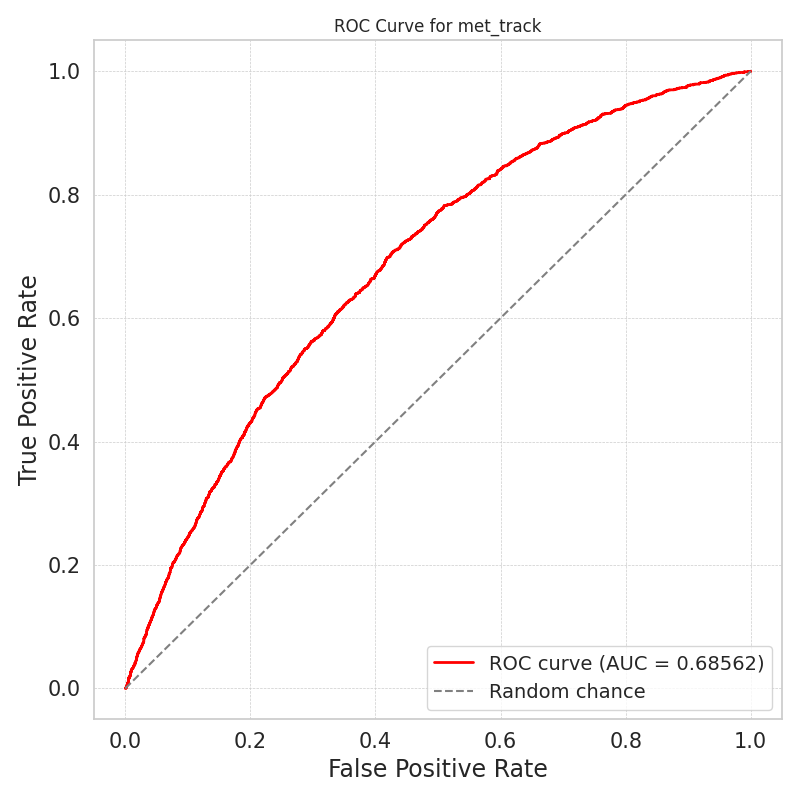 ROC Curve for met_track
True Positive Rate
1.0
0.8
0.6
0.4
0.2
0.0
ROC curve (AUC = 0.68562)
Random chance
0.0 0.2 0.4 0.6 0.8 1.0
False Positive Rate